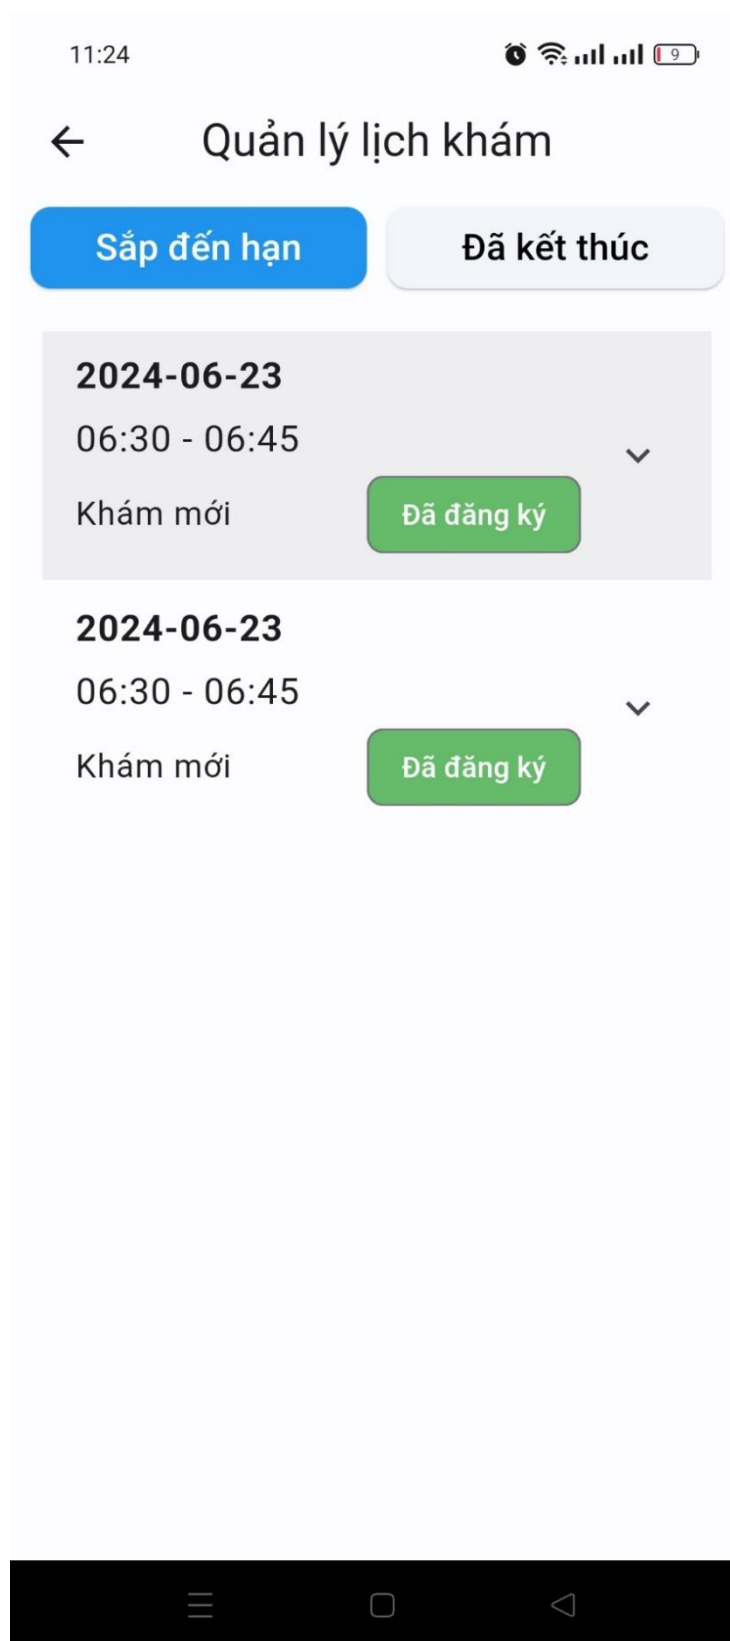 11:24
9
Quản lý lịch khám
Sắp đến hạn
Đã kết thúc
2024-06-23
06:30 - 06:45
Khám mới
Đã đăng ký
2024-06-23
06:30 - 06:45
Khám mới
Đã đăng ký